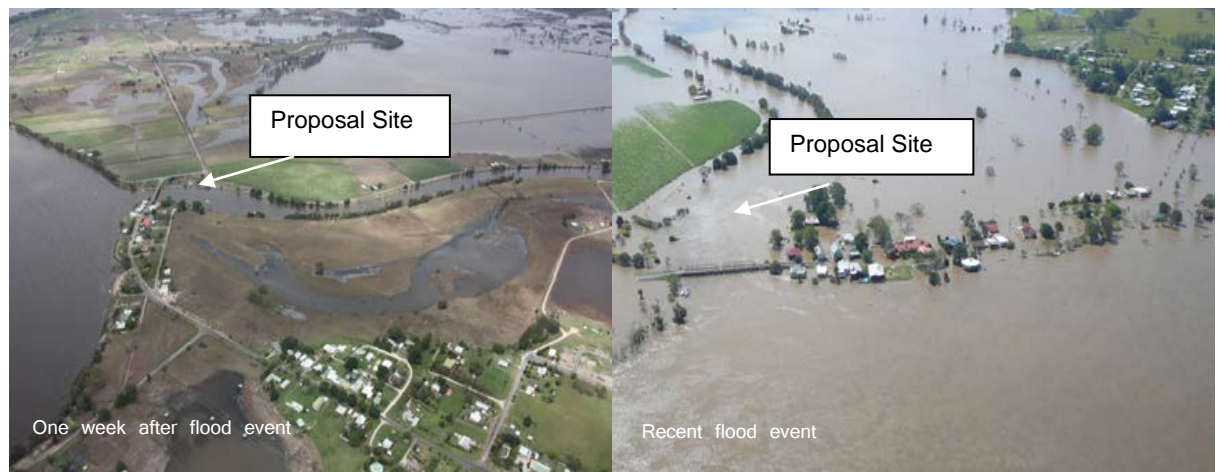 Proposal Site
One week after flood event
Proposal Site
Recent flood event